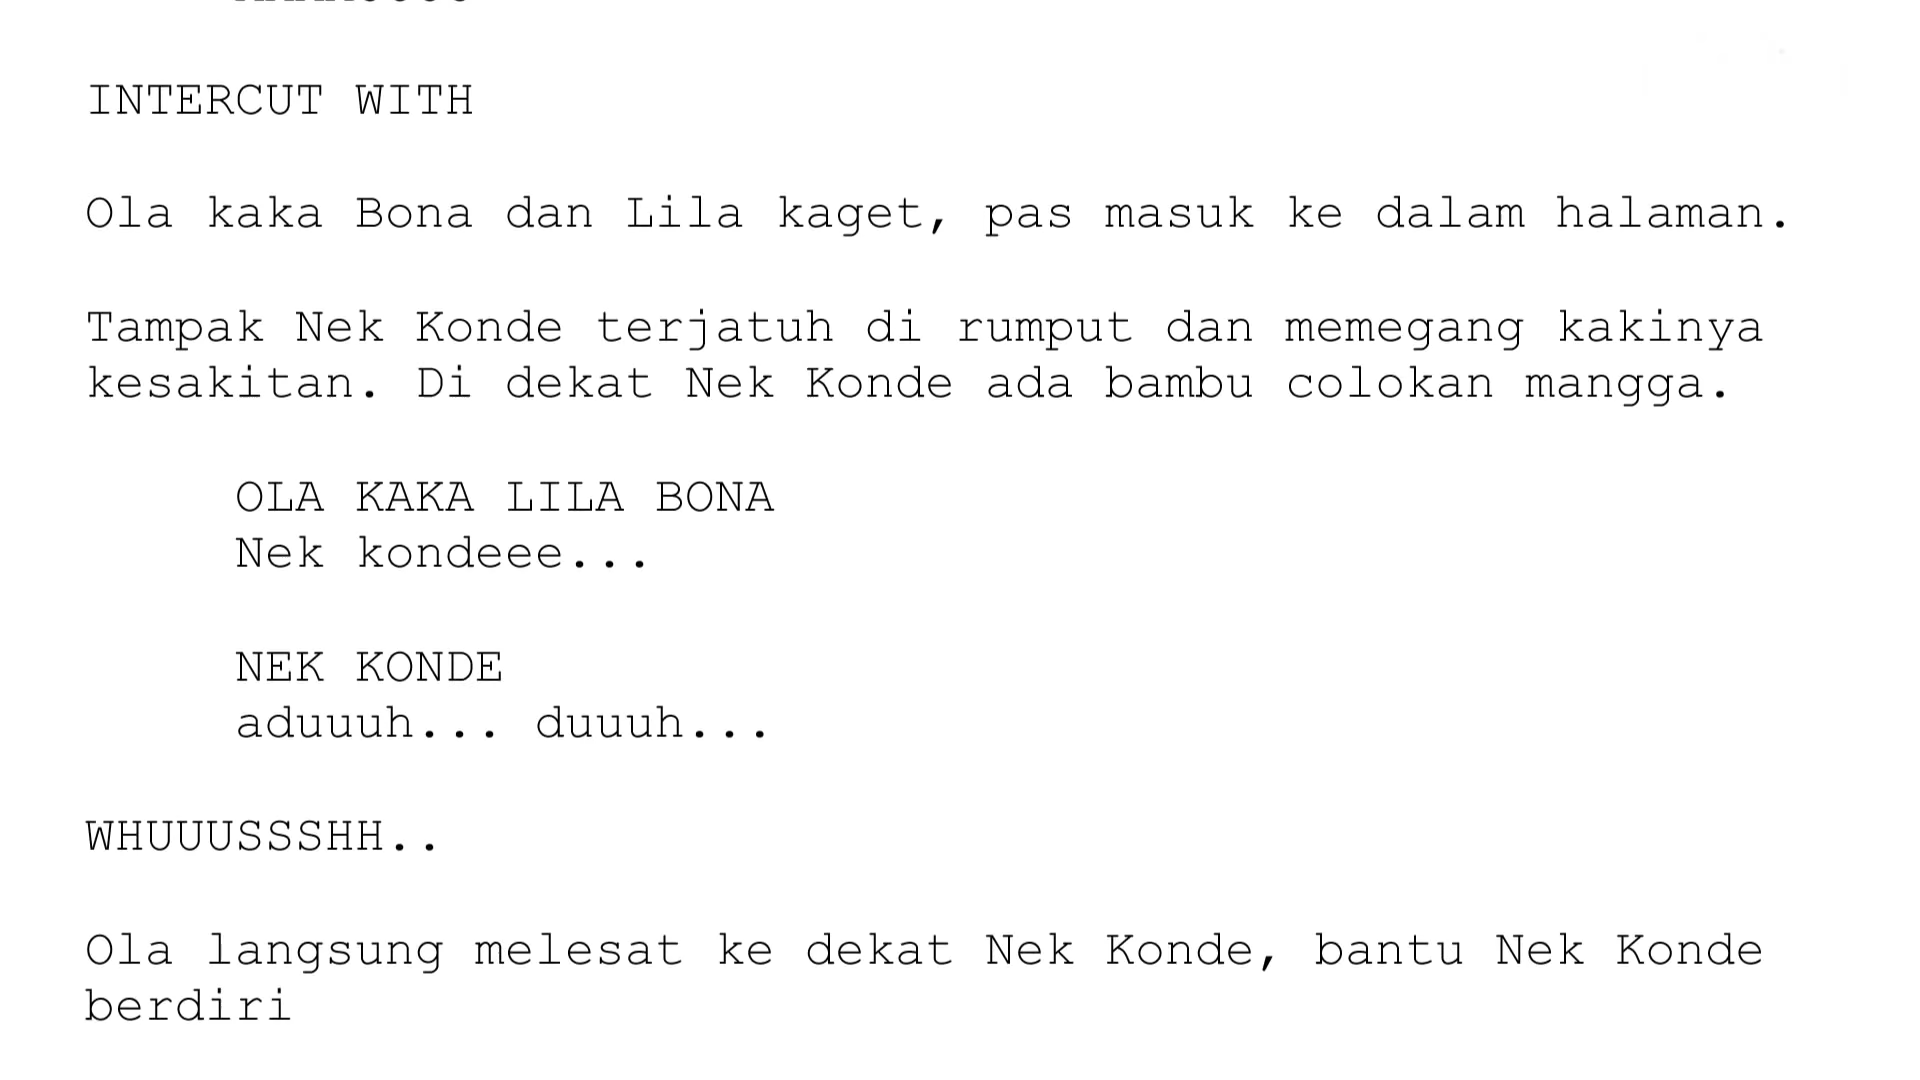 INTERCUT WITH
Ola kaka Bona dan Lila kaget, pas masuk ke dalam halaman.
Tampak Nek Konde terjatuh di rumput dan memegang kakinya
kesakitan. Di dekat Nek Konde ada bambu colokan mangga.
OLA KAKA LILA BONA
Nek kondeee...
NEK KONDE
aduuuh... duuuh...
WHUUUSSSHH..
Ola langsung melesat ke dekat Nek Konde, bantu Nek Konde
berdiri